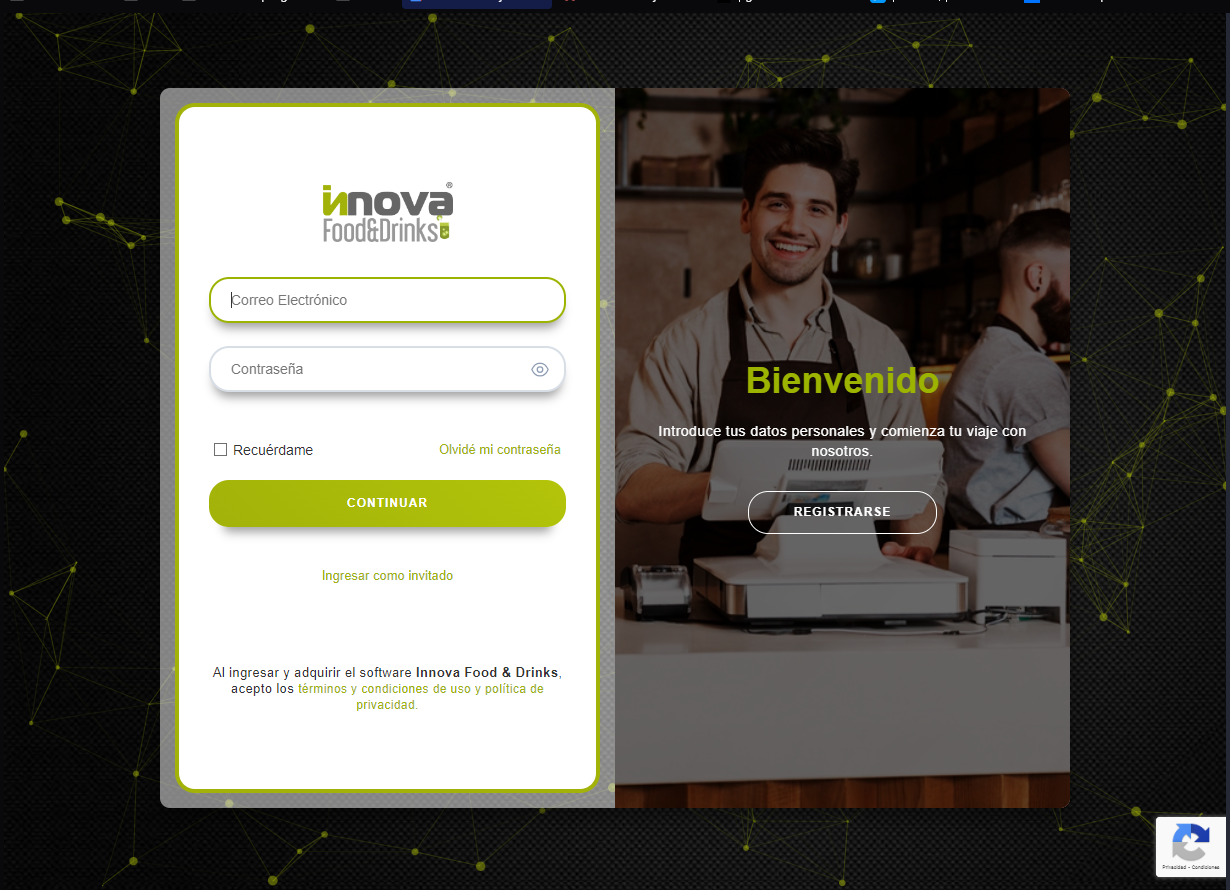 innova®
Food&Drinks
Correo Electrónico
Contraseña
Recuérdame
Olvidé mi contraseña
CONTINUAR
Ingresar como invitado
Al ingresar y adquirir el software Innova Food & Drinks,
acepto los términos y condiciones de uso y política de
privacidad.
Bienvenido
Introduce tus datos personales y comienza tu viaje con
nosotros.
REGISTRARSE
Privacidad - Condiciones